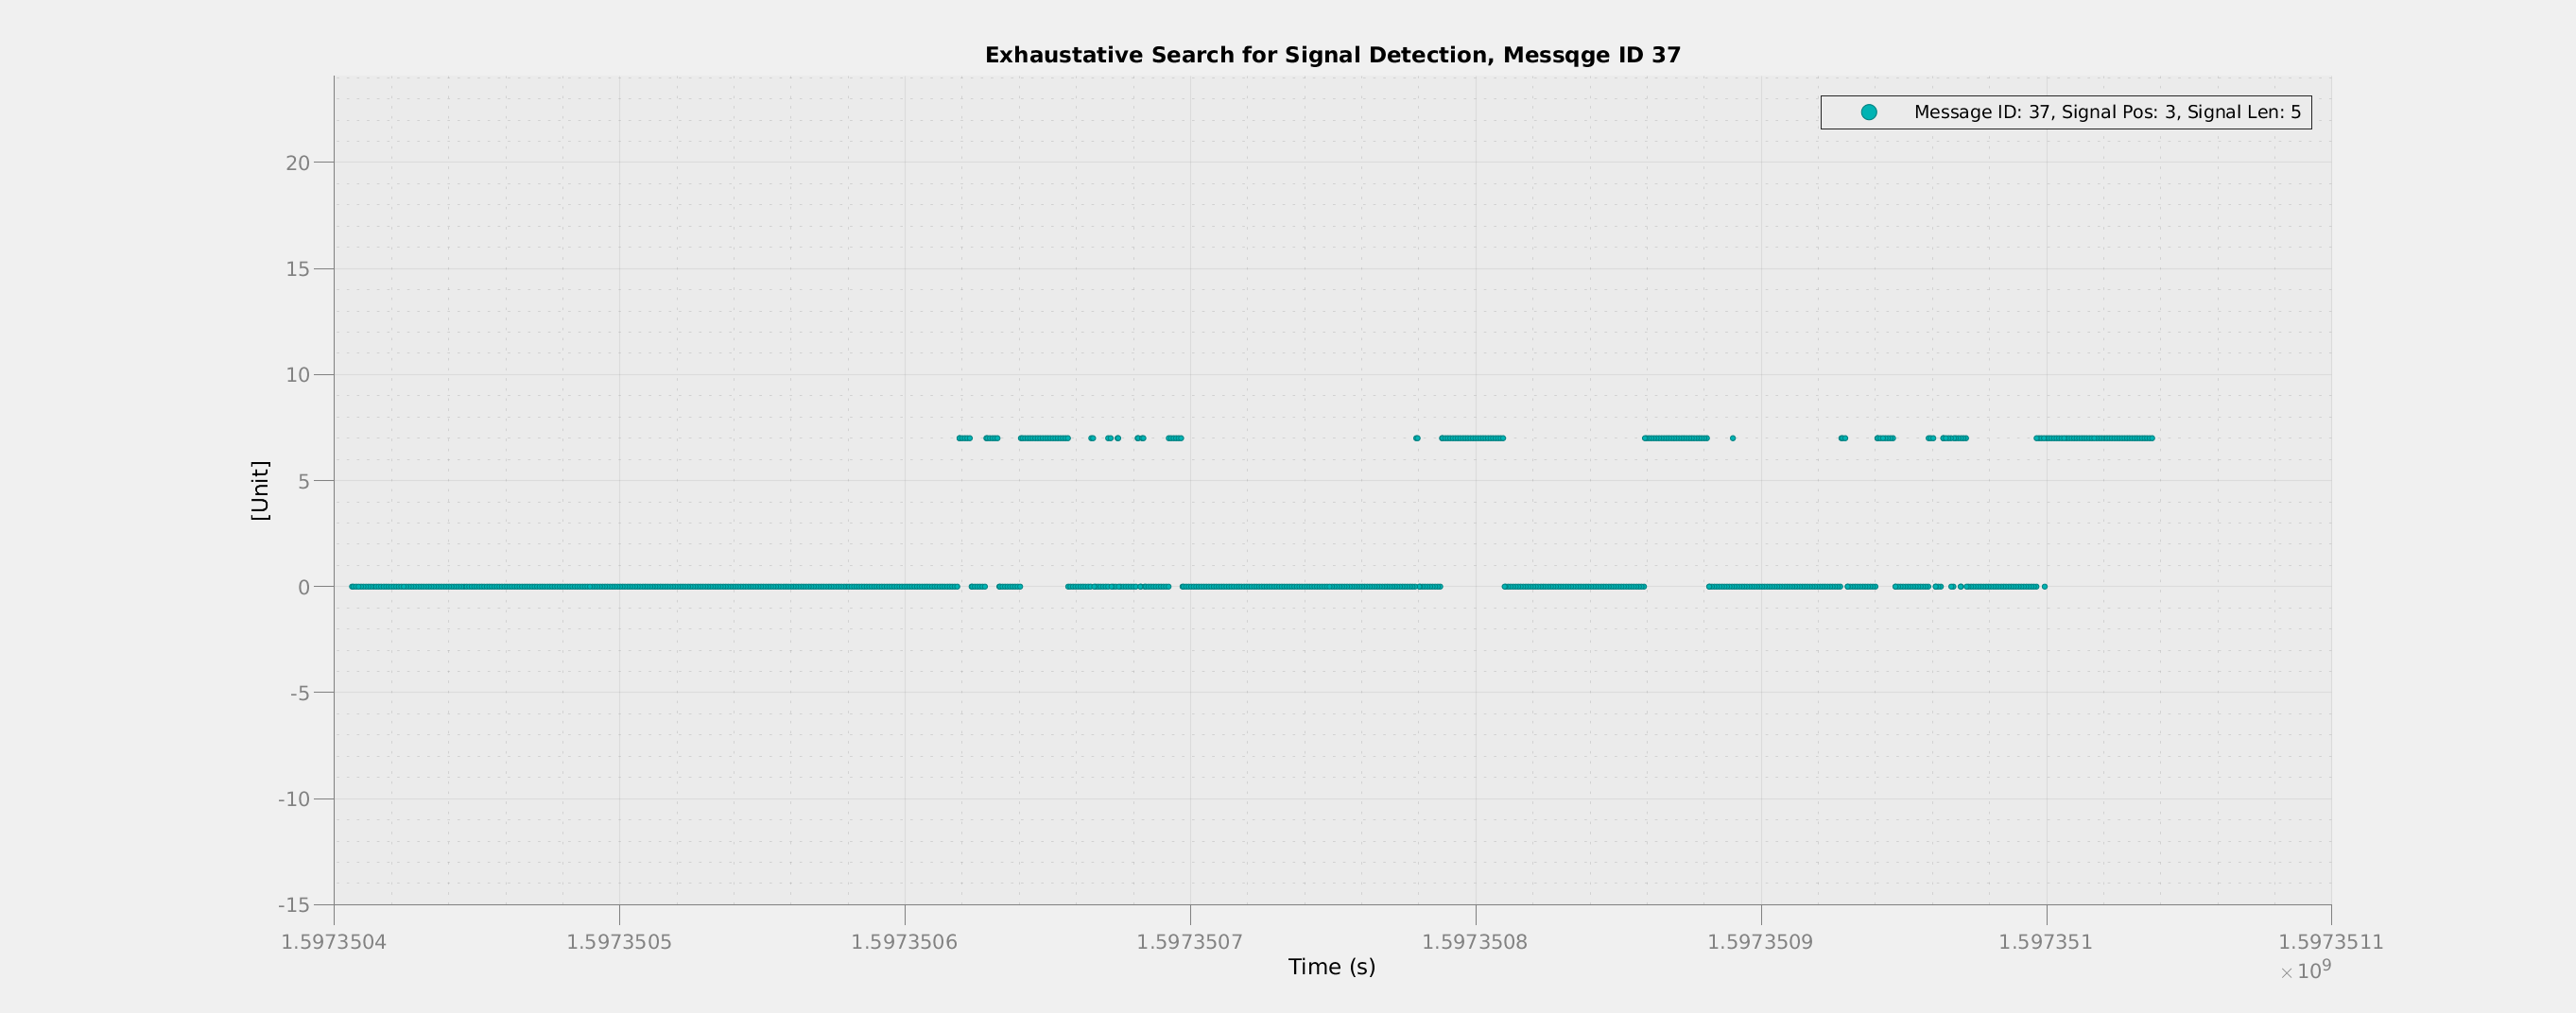 Exhaustative Search for Signal Detection, Messqge ID 37
Message ID: 37, Signal Pos: 3, Signal Len: 5
20
15
10
5
0
-5
-10
-15
[Unit]
1.5973504 1.5973505 1.5973506 1.5973507 1.5973508 1.5973509 1.597351 1.5973511
Time (s)
× 10⁹